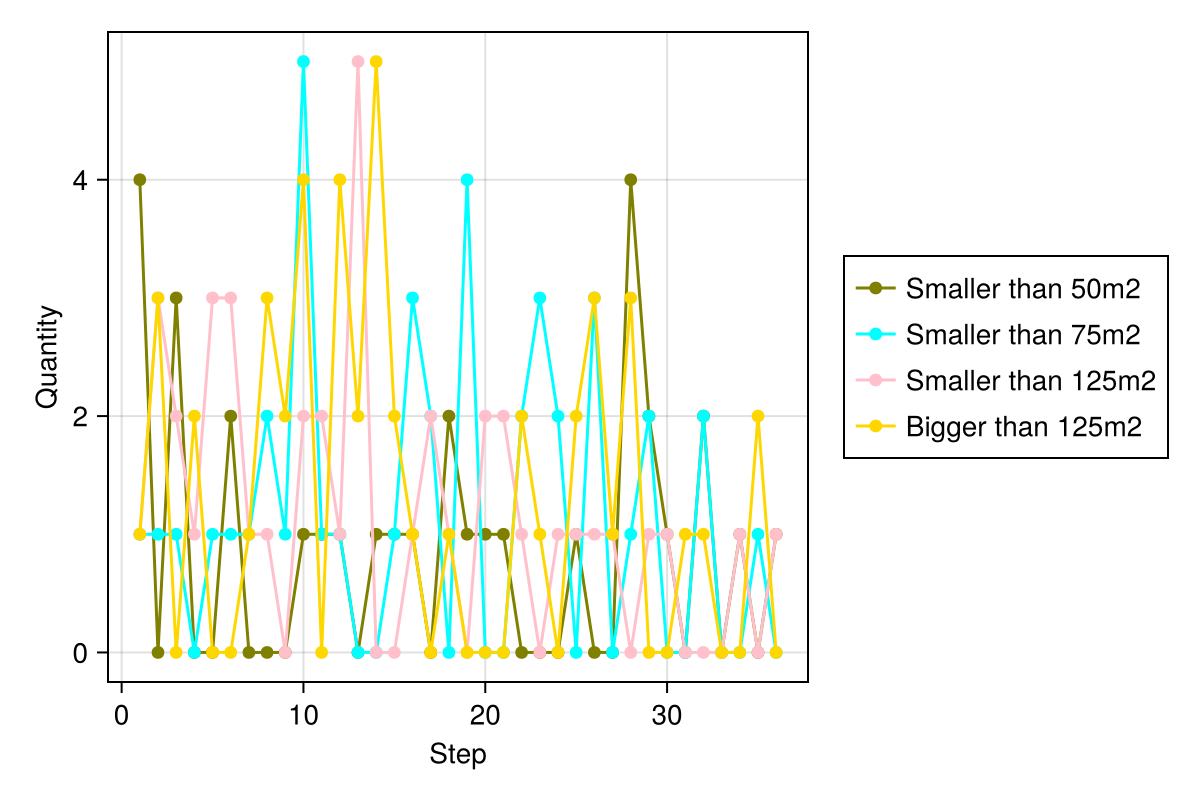 4
2
0
Quantity
0 10 20 30
Step
Smaller than 50m2
Smaller than 75m2
Smaller than 125m2
Bigger than 125m2